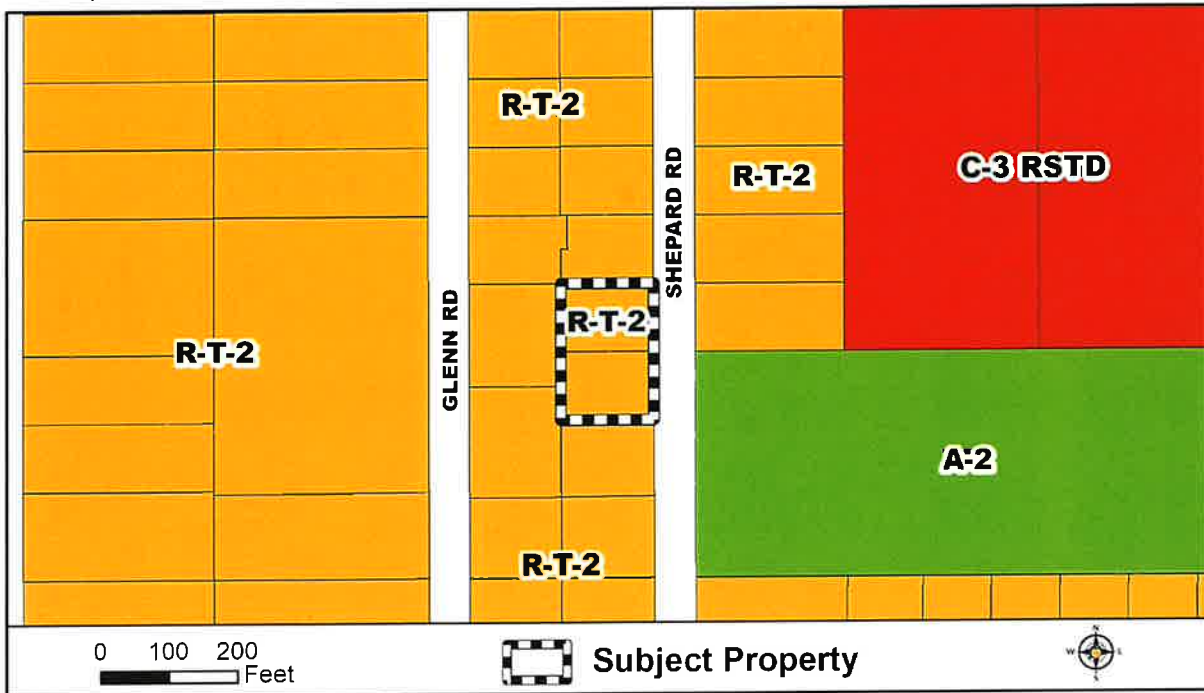 R-T-2
R-T-2
C-3 RSTD
SHEPARD RD
GLENN RD
R-T-2
R-T-2
A-2
R-T-2
0 100 200
Feet
Subject Property
N
W
S